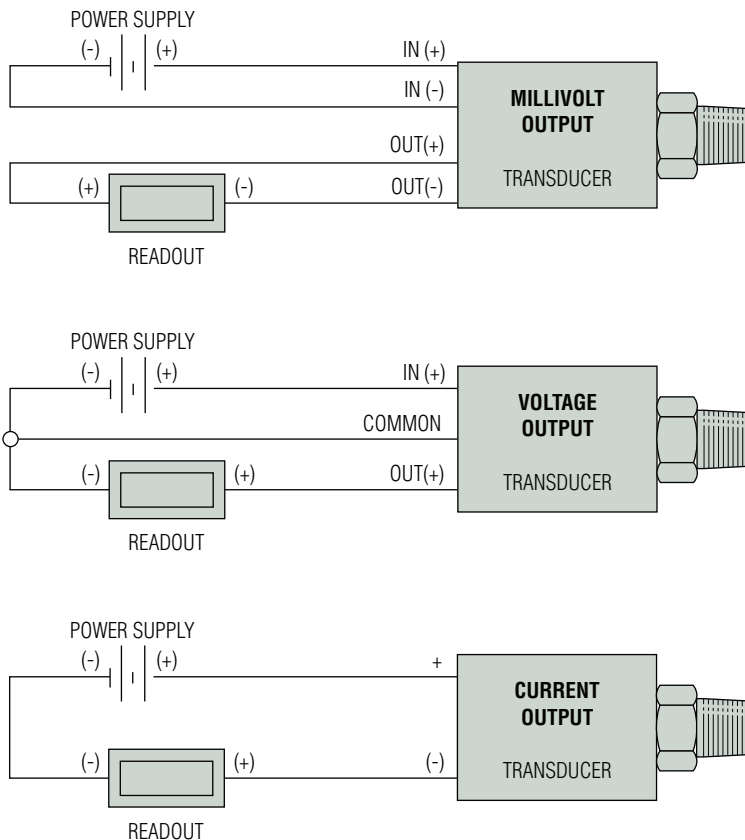 POWER SUPPLY
(-) (+) IN (+)
IN (-)
MILLIVOLT
OUTPUT
OUT(+)
TRANSDUCER
(+) (-) OUT(-)
READOUT
POWER SUPPLY
(-) (+) IN (+)
VOLTAGE
OUTPUT
COMMON
TRANSDUCER
(-) (+) OUT(+)
READOUT
POWER SUPPLY
(-) (+) +
CURRENT
OUTPUT
(-) (+) (-)
TRANSDUCER
READOUT